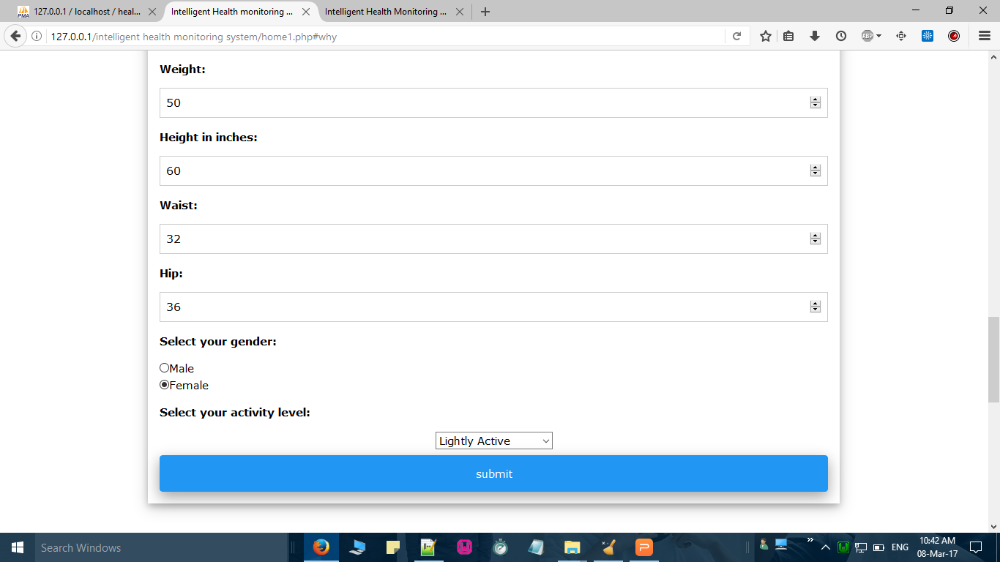 127.0.0.1 / localhost / heal...
Intelligent Health monitoring ...
Intelligent Health Monitoring ...
127.0.0.1/intelligent health monitoring system/home1.php#why
ABP
PMA
Weight:
50
Height in inches:
60
Waist:
32
Hip:
36
Select your gender:
Male
Female
Select your activity level:
Lightly Active
submit
Search Windows
ENG
10:42 AM
08-Mar-17